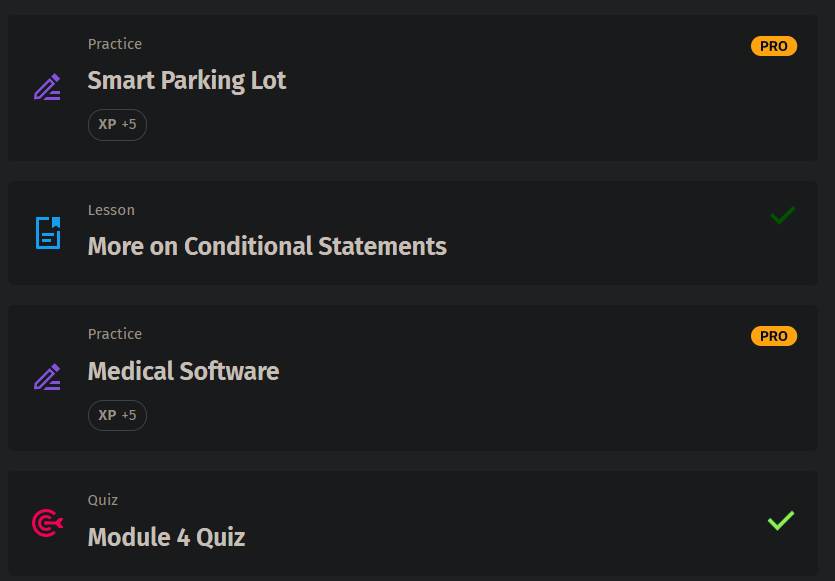 Practice
PRO
Smart Parking Lot
XP +5
Lesson
More on Conditional Statements
Practice
PRO
Medical Software
XP +5
Quiz
Module 4 Quiz